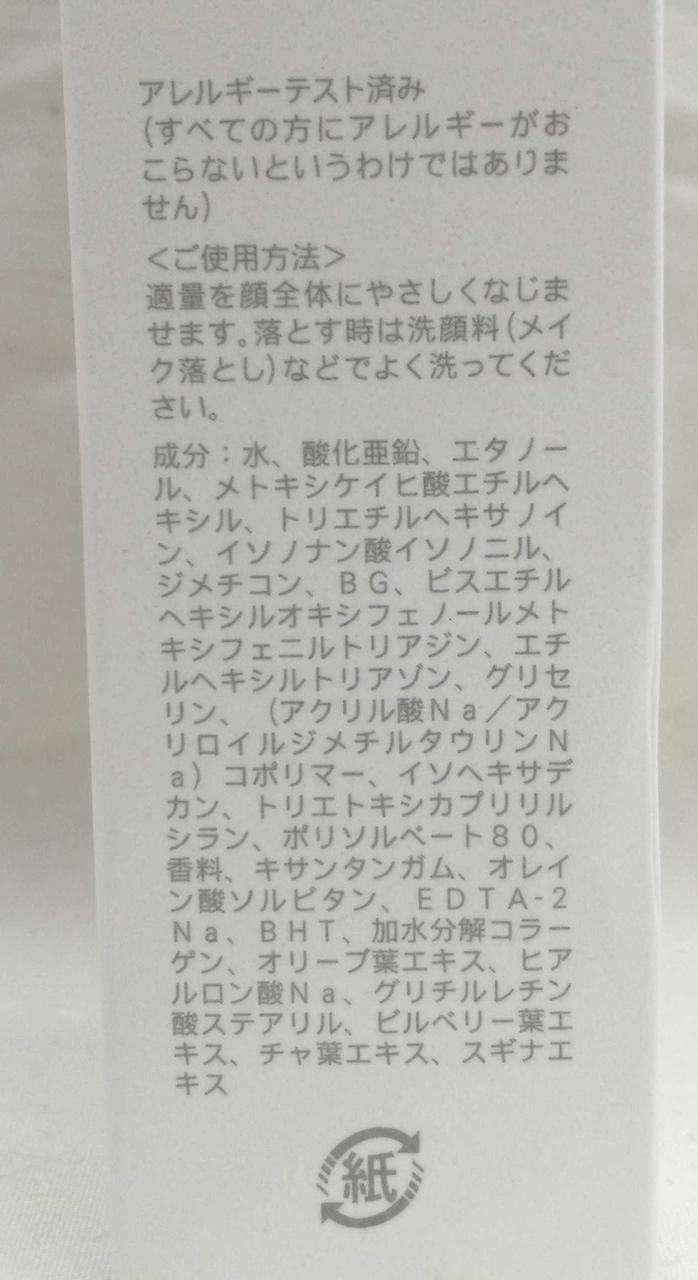 アレルギーテスト済み
(すべての方にアレルギーがお
こらないというわけではありま
せん)
＜ご使用方法＞
適量を顔全体にやさしくなじま
せます。落とす時は洗顔料(メイ
ク落とし)などでよく洗ってくだ
さい。
成分：水、酸化亜鉛、エタノー
ル、メトキシケイヒ酸エチルヘ
キシル、トリエチルヘキサノイ
ン、イソノナン酸イソノニル、
ジメチコン、ＢＧ、ビスエチル
ヘキシルオキシフェノールメト
キシフェニルトリアジン、エチ
ルヘキシルトリアゾン、グリセ
リン、（アクリル酸Ｎａ／アク
リロイルジメチルタウリンＮ
ａ）コポリマー、イソヘキサデ
カン、トリエトキシカプリリル
シラン、ポリソルベート８０、
香料、キサンタンガム、オレイ
ン酸ソルビタン、ＥＤＴＡ-２
Ｎａ、ＢＨＴ、加水分解コラー
ゲン、オリーブ葉エキス、ヒア
ルロン酸Ｎａ、グリチルレチン
酸ステアリル、ビルベリー葉エ
キス、チャ葉エキス、スギナエ
キス
紙